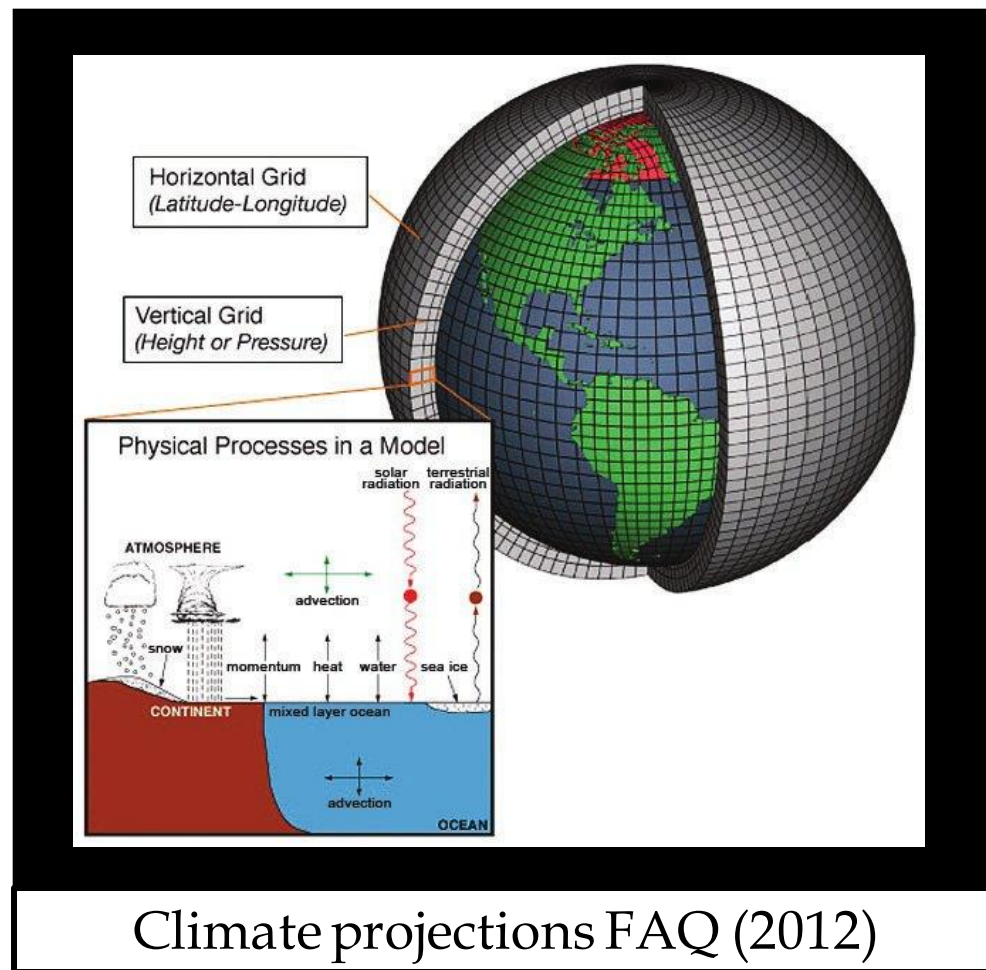 Horizontal Grid
(Latitude-Longitude)
Vertical Grid
(Height or Pressure)
Physical Processes in a Model
solar
radiation
terrestrial
radiation
ATMOSPHERE
advection
snow
momentum
heat
water
sea ice
CONTINENT
mixed layer ocean
advection
OCEAN
Climate projections FAQ (2012)